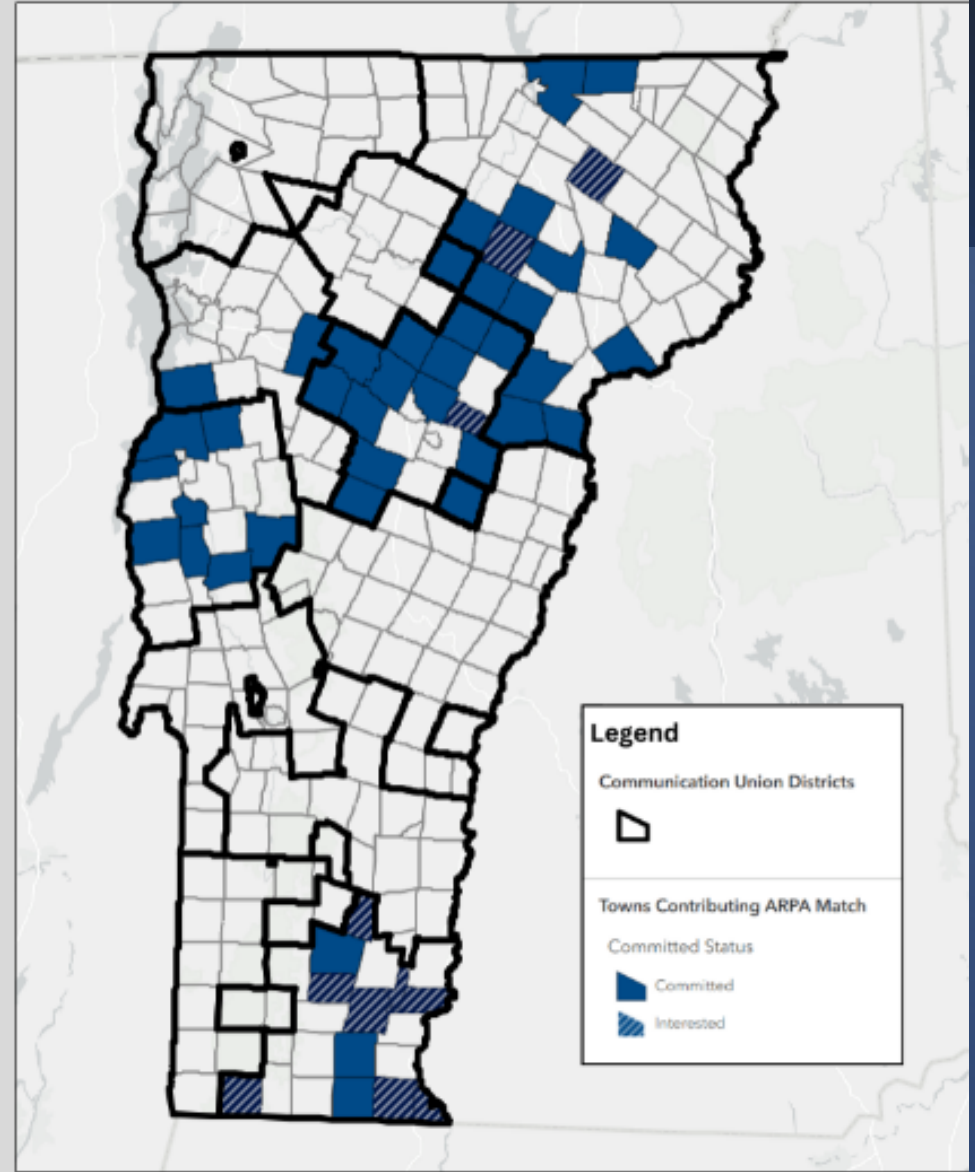 Legend
Communication Union Districts
Towns Contributing ARPA Match
Committed Status
Committed
Interested